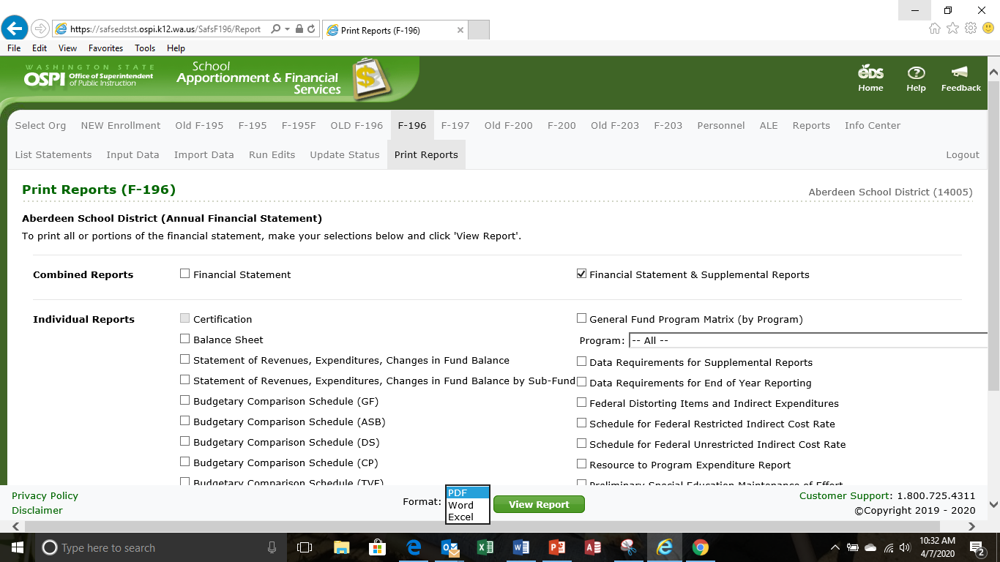 https://safsedstst.ospi.k12.wa.us/SafsF196/Report
Print Reports (F-196)
File Edit View Favorites Tools Help
WASHINGTON STATE
OSPI Office of Superintendent
of Public Instruction
School
Apportionment & Financial
Services
eds
Home Help Feedback
Select Org NEW Enrollment Old F-195 F-195 F-195F OLD F-196 F-196 F-197 Old F-200 F-200 Old F-203 F-203 Personnel ALE Reports Info Center
List Statements Input Data Import Data Run Edits Update Status Print Reports Logout
Print Reports (F-196) Aberdeen School District (14005)
Aberdeen School District (Annual Financial Statement)
To print all or portions of the financial statement, make your selections below and click 'View Report'.
Combined Reports Financial Statement Financial Statement & Supplemental Reports
Individual Reports Certification General Fund Program Matrix (by Program)
Balance Sheet Program: -- All --
Statement of Revenues, Expenditures, Changes in Fund Balance Data Requirements for Supplemental Reports
Statement of Revenues, Expenditures, Changes in Fund Balance by Sub-Fund Data Requirements for End of Year Reporting
Budgetary Comparison Schedule (GF) Federal Distorting Items and Indirect Expenditures
Budgetary Comparison Schedule (ASB) Schedule for Federal Restricted Indirect Cost Rate
Budgetary Comparison Schedule (DS) Schedule for Federal Unrestricted Indirect Cost Rate
Budgetary Comparison Schedule (CP) Resource to Program Expenditure Report
Budgetary Comparison Schedule (TVF) Preliminary Special Education Maintenance of Effort
Privacy Policy
Disclaimer
Format: PDF
Word
Excel
View Report
Customer Support: 1.800.725.4311
©Copyright 2019 - 2020
Type here to search
10:32 AM
4/7/2020
2